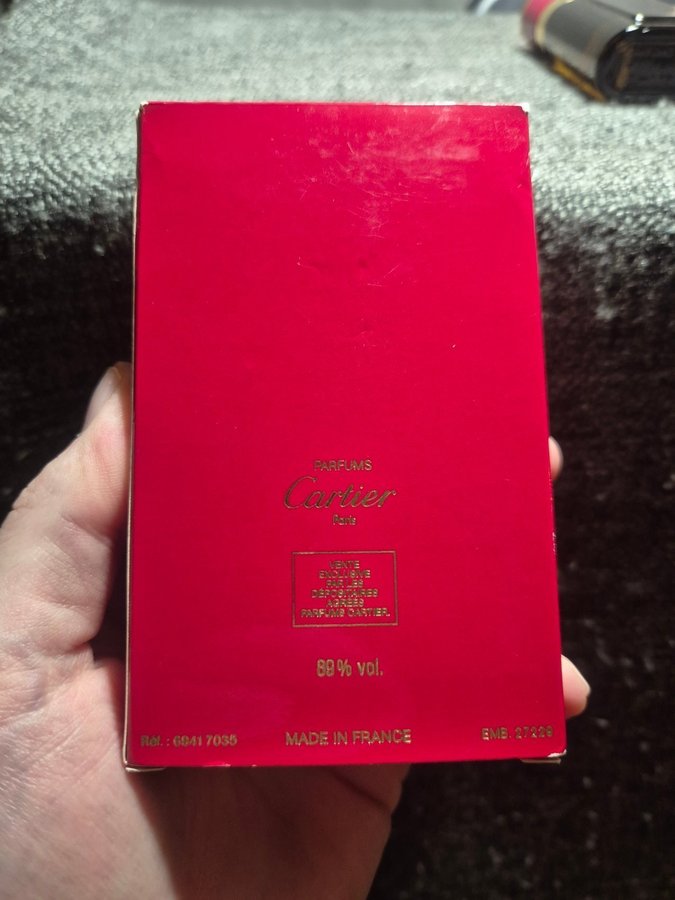 PARFUMS
Cartier
Paris
VENTE
EXCLUSIVE
PAR LES
DÉPOSITAIRES
AGRÉÉS
PARFUMS CARTIER.
89% vol.
Réf. : 6841 7035
MADE IN FRANCE
EMB. 27229